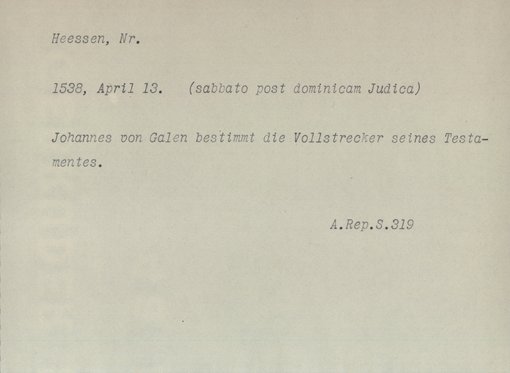 Heessen, Nr.
1538, April 13. (sabbato post dominicam Judica)
Johannes von Galen bestimmt die Vollstrecker seines Testa-
mentes.
A.Rep.S.319